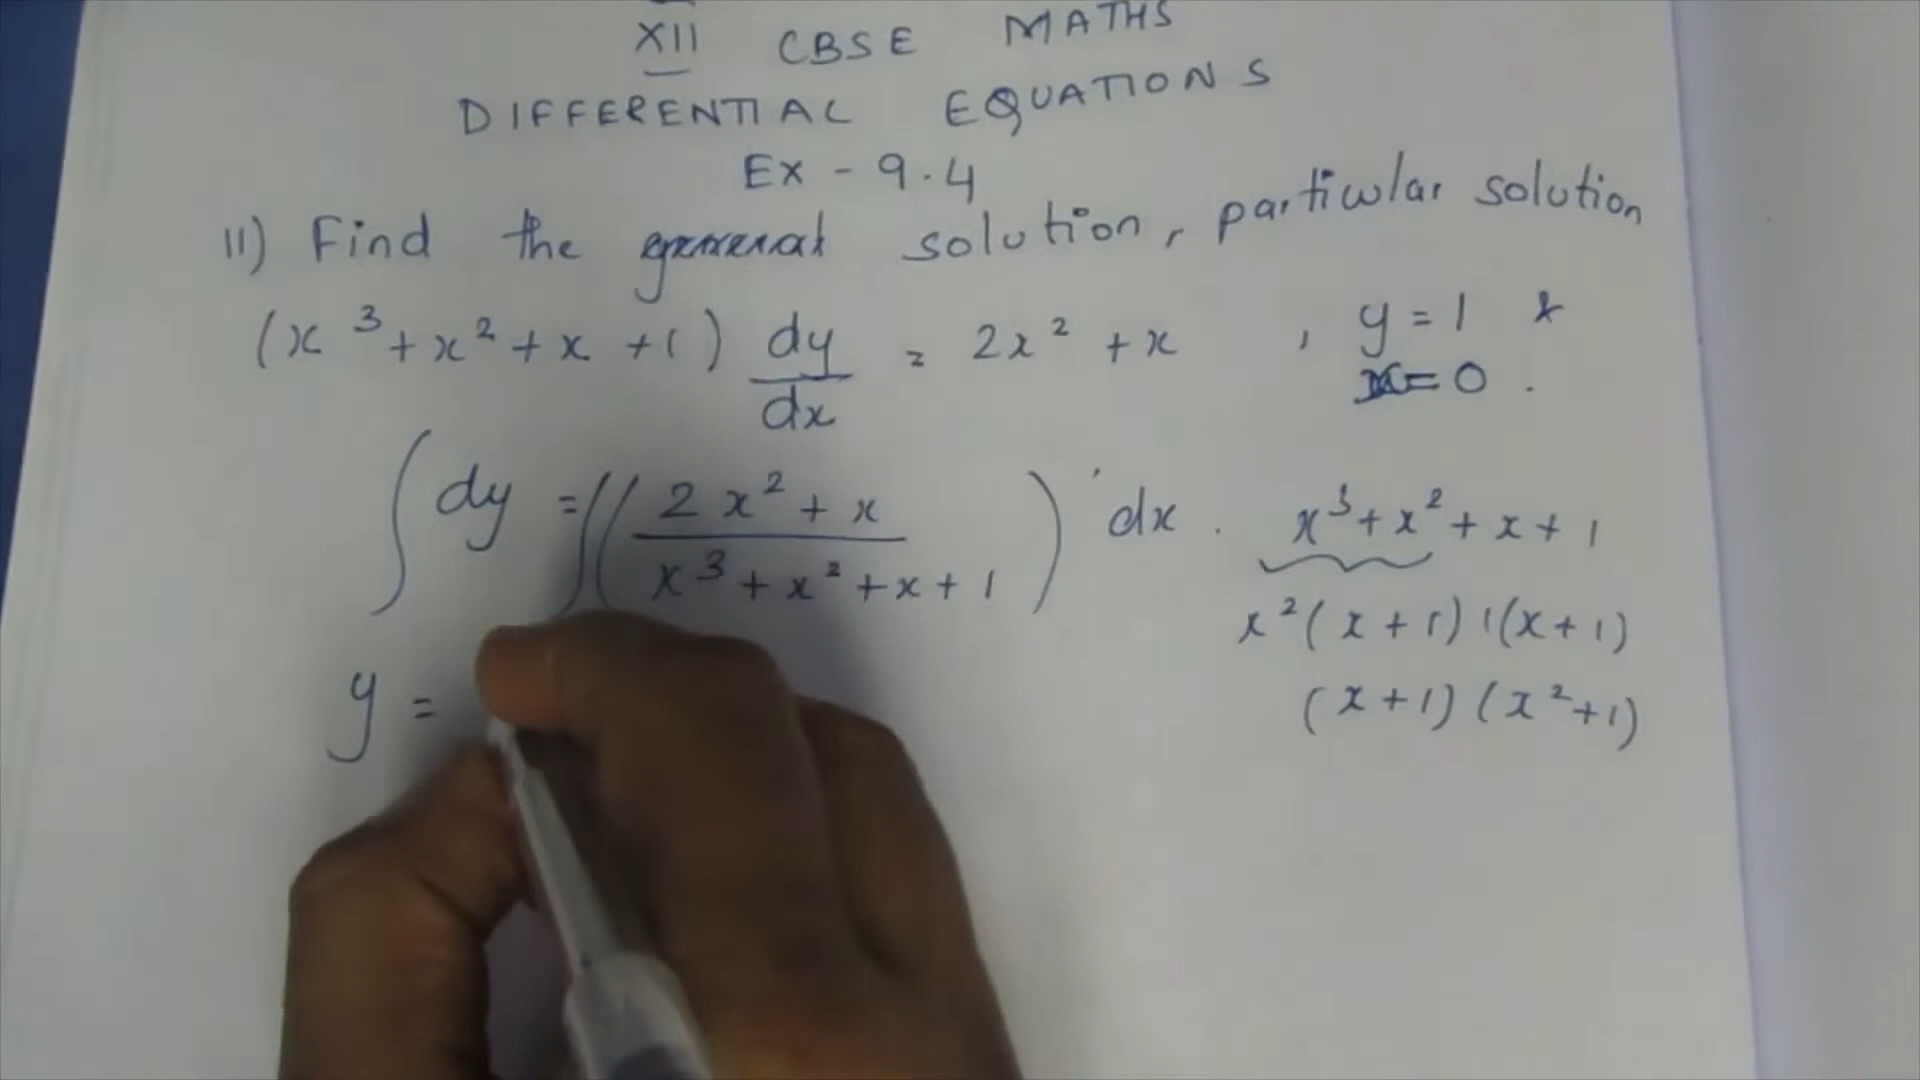 XII CBSE MATHS
DIFFERENTIAL EQUATIONS
EX - 9.4
11) Find the general solution, particular solution
(x³ + x² + x + 1) dy/dx = 2x² + x , y = 1 &
x = 0 .
∫ dy = ∫ ( (2x² + x) / (x³ + x² + x + 1) ) dx .
x³ + x² + x + 1
x² ( x + 1 ) 1 ( x + 1 )
( x + 1 ) ( x² + 1 )
y =